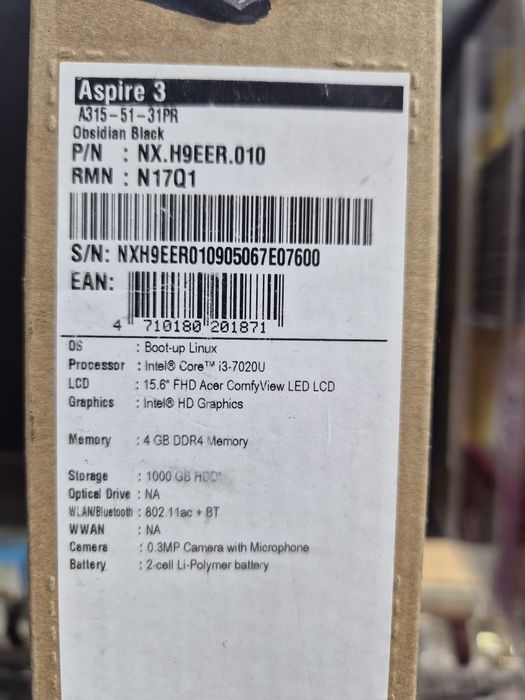 Aspire 3
A315-51-31PR
Obsidian Black
P/N : NX.H9EER.010
RMN : N17Q1
S/N: NXH9EER010905067E07600
EAN:
4 710180 201871
OS : Boot-up Linux
Processor : Intel® Core™ i3-7020U
LCD : 15.6" FHD Acer ComfyView LED LCD
Graphics : Intel® HD Graphics
Memory : 4 GB DDR4 Memory
Storage : 1000 GB HDD*
Optical Drive : NA
WLAN/Bluetooth : 802.11ac + BT
WWAN : NA
Camera : 0.3MP Camera with Microphone
Battery : 2-cell Li-Polymer battery